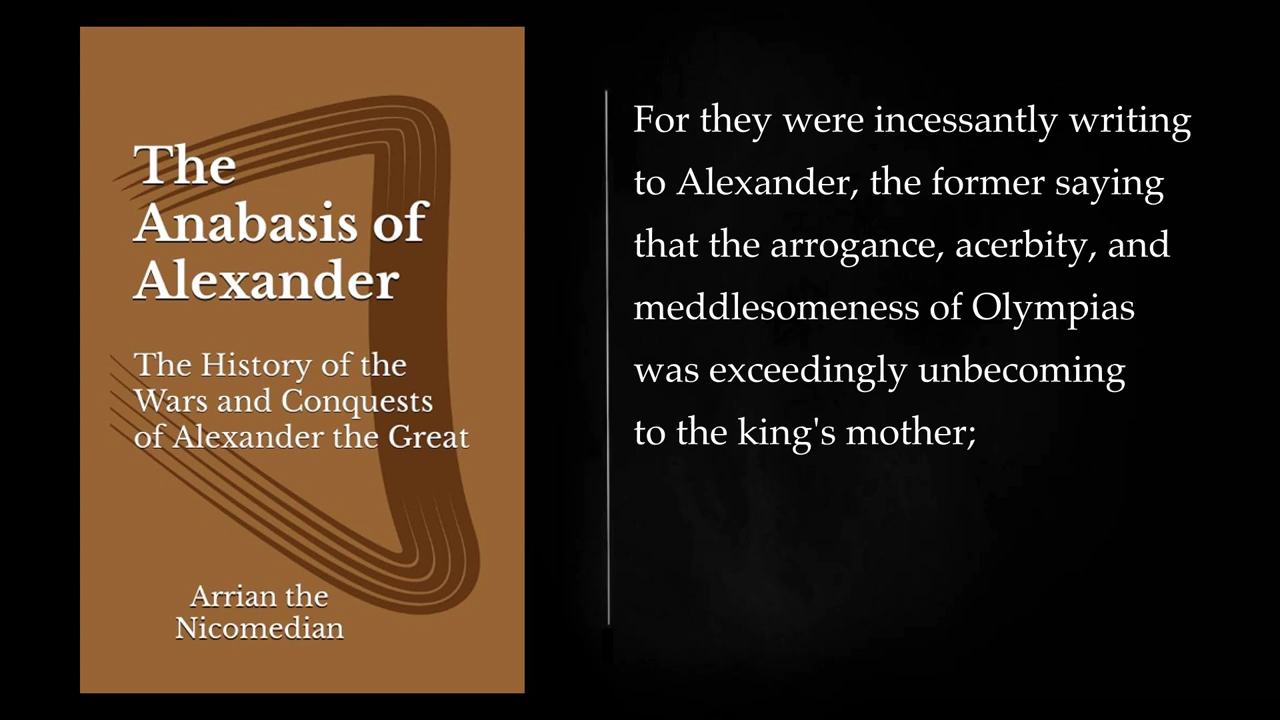 The
Anabasis of
Alexander
The History of the
Wars and Conquests
of Alexander the Great
Arrian the
Nicomedian
For they were incessantly writing
to Alexander, the former saying
that the arrogance, acerbity, and
meddlesomeness of Olympias
was exceedingly unbecoming
to the king's mother;